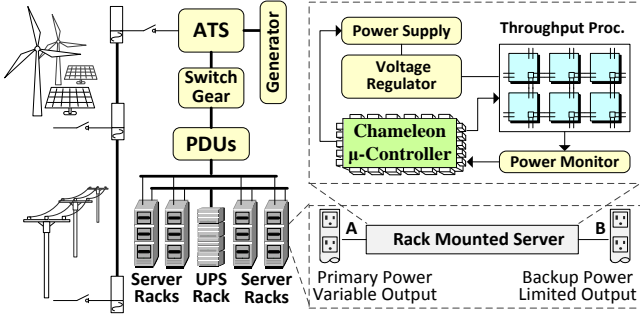 ATS
Generator
Switch
Gear
PDUs
Server
Racks
UPS
Rack
Server
Racks
Power Supply
Throughput Proc.
Voltage
Regulator
Chameleon
μ-Controller
Power Monitor
A
Rack Mounted Server
B
Primary Power
Variable Output
Backup Power
Limited Output